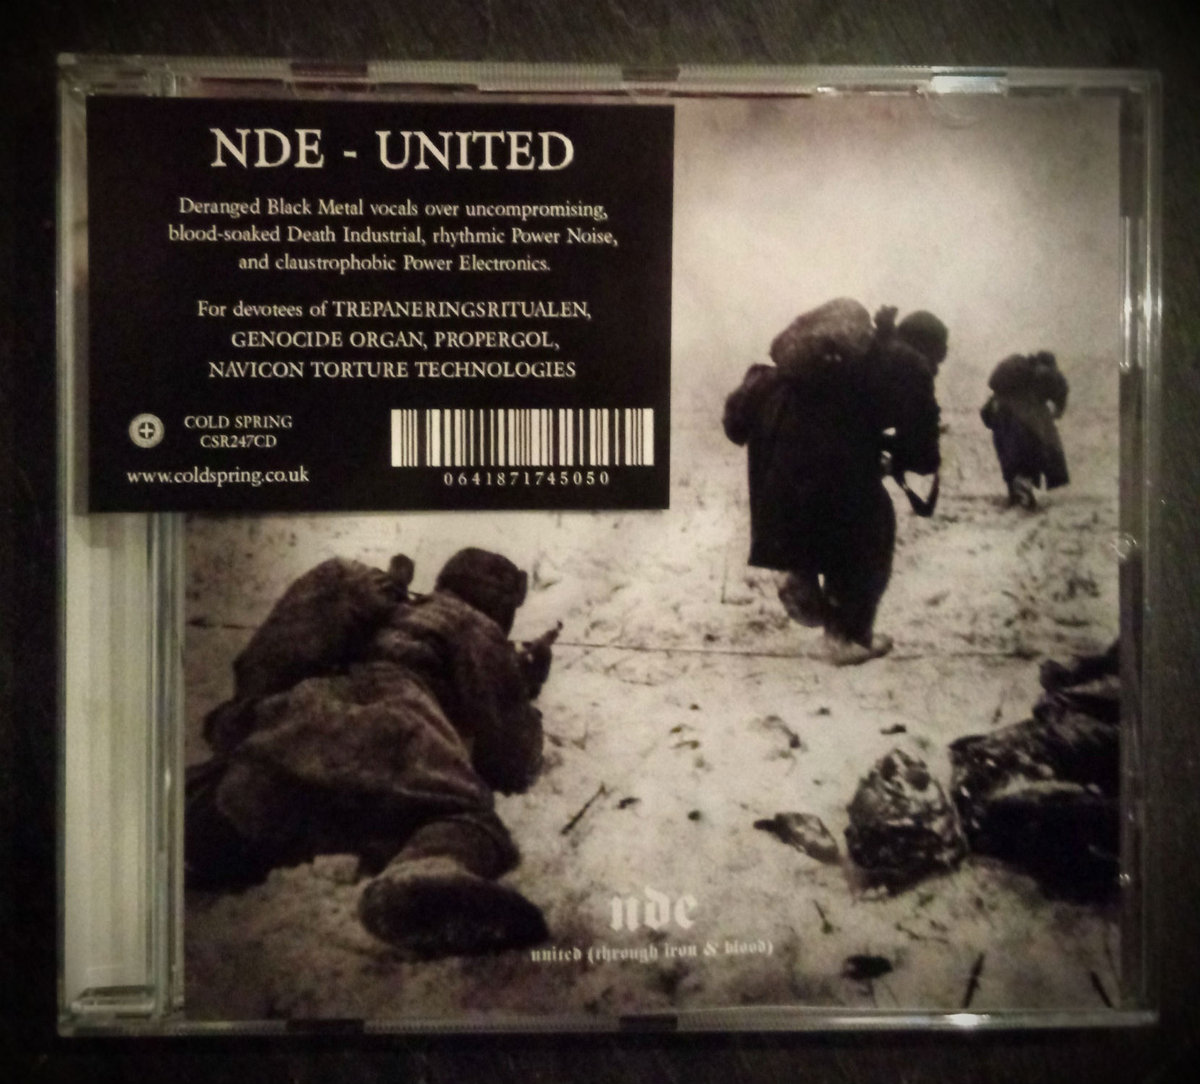 NDE - UNITED
Deranged Black Metal vocals over uncompromising,
blood-soaked Death Industrial, rhythmic Power Noise,
and claustrophobic Power Electronics.
For devotees of TREPANERINGSRITUALEN,
GENOCIDE ORGAN, PROPERGOL,
NAVICON TORTURE TECHNOLOGIES
COLD SPRING
CSR247CD
www.coldspring.co.uk
0641871745050
nde
united (through iron & blood)